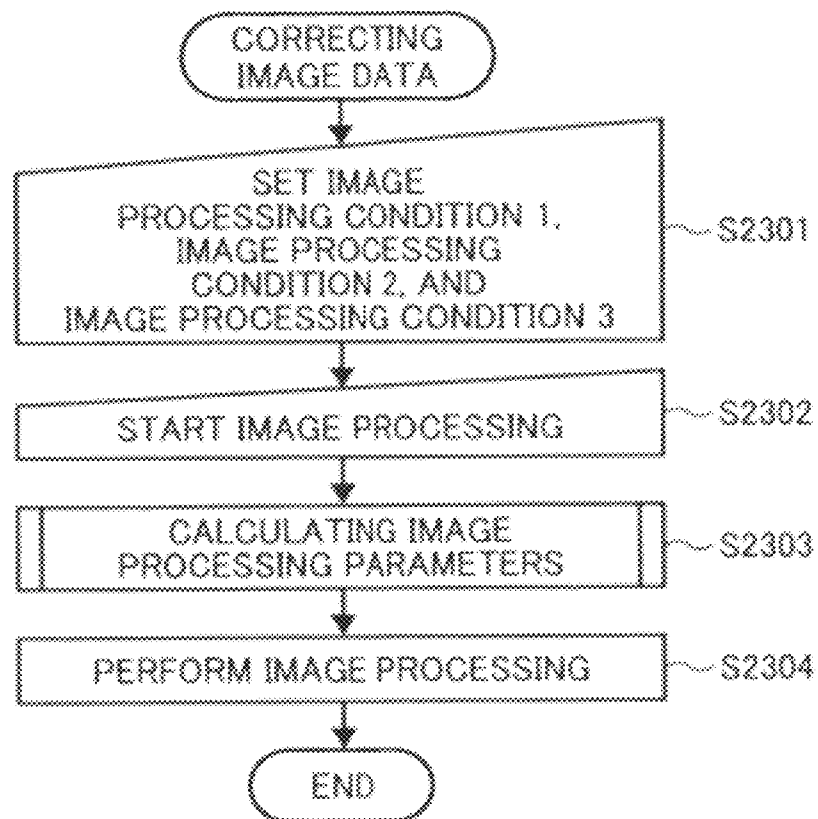 CORRECTING
IMAGE DATA
SET IMAGE
PROCESSING CONDITION 1,
IMAGE PROCESSING
CONDITION 2, AND
IMAGE PROCESSING CONDITION 3
S2301
START IMAGE PROCESSING
S2302
CALCULATING IMAGE
PROCESSING PARAMETERS
S2303
PERFORM IMAGE PROCESSING
S2304
END